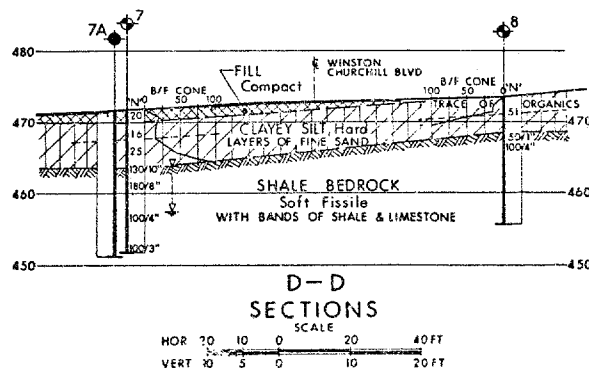 7A
7
8
480
480
FILL
Compact
℄ WINSTON
CHURCHILL BLVD
B/F CONE
100 50 0
'N'
B/F CONE
'N' 0 50 100
TRACE OF ORGANICS
470
470
20
16
25
51
CLAYEY SILT, Hard
LAYERS OF FINE SAND
130/10"
180/8"
100/4"
100/3"
100/4"
460
460
SHALE BEDROCK
Soft Fissile
WITH BANDS OF SHALE & LIMESTONE
450
450
D-D
SECTIONS
SCALE
HOR 20 10 0 20 40 FT
VERT 10 5 0 10 20 FT